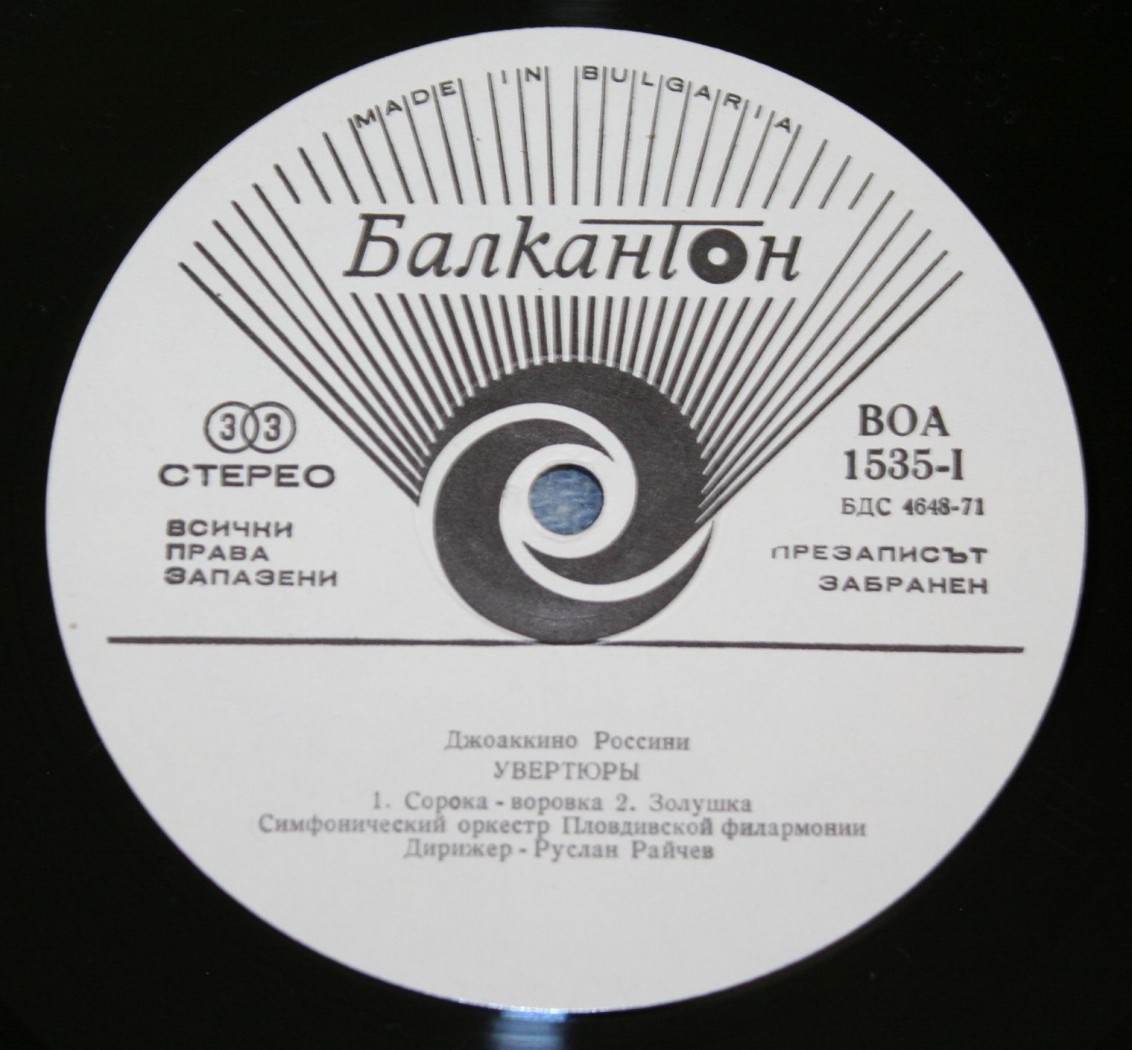 MADE IN BULGARIA
Балкантон
33
СТЕРЕО
ВСИЧКИ
ПРАВА
ЗАПАЗЕНИ
ВОА
1535-I
БДС 4648-71
ПРЕЗАПИСЪТ
ЗАБРАНЕН
Джоаккино Россини
УВЕРТЮРЫ
1. Сорока - воровка 2. Золушка
Симфонический оркестр Пловдивской филармонии
Дирижер - Руслан Райчев